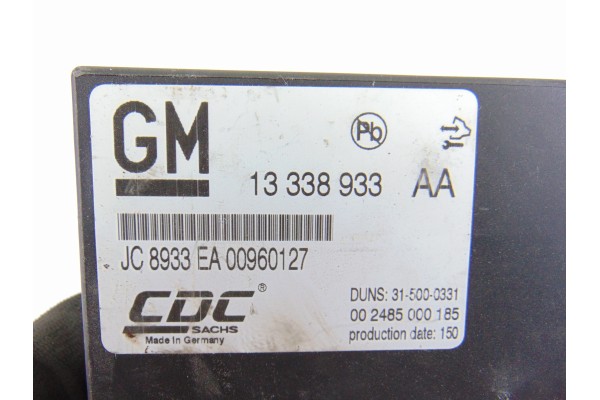 GM
Pb
13 338 933 AA
JC 8933 EA 00960127
CDC®
SACHS
Made in Germany
DUNS: 31-500-0331
00 2485 000 185
production date: 150